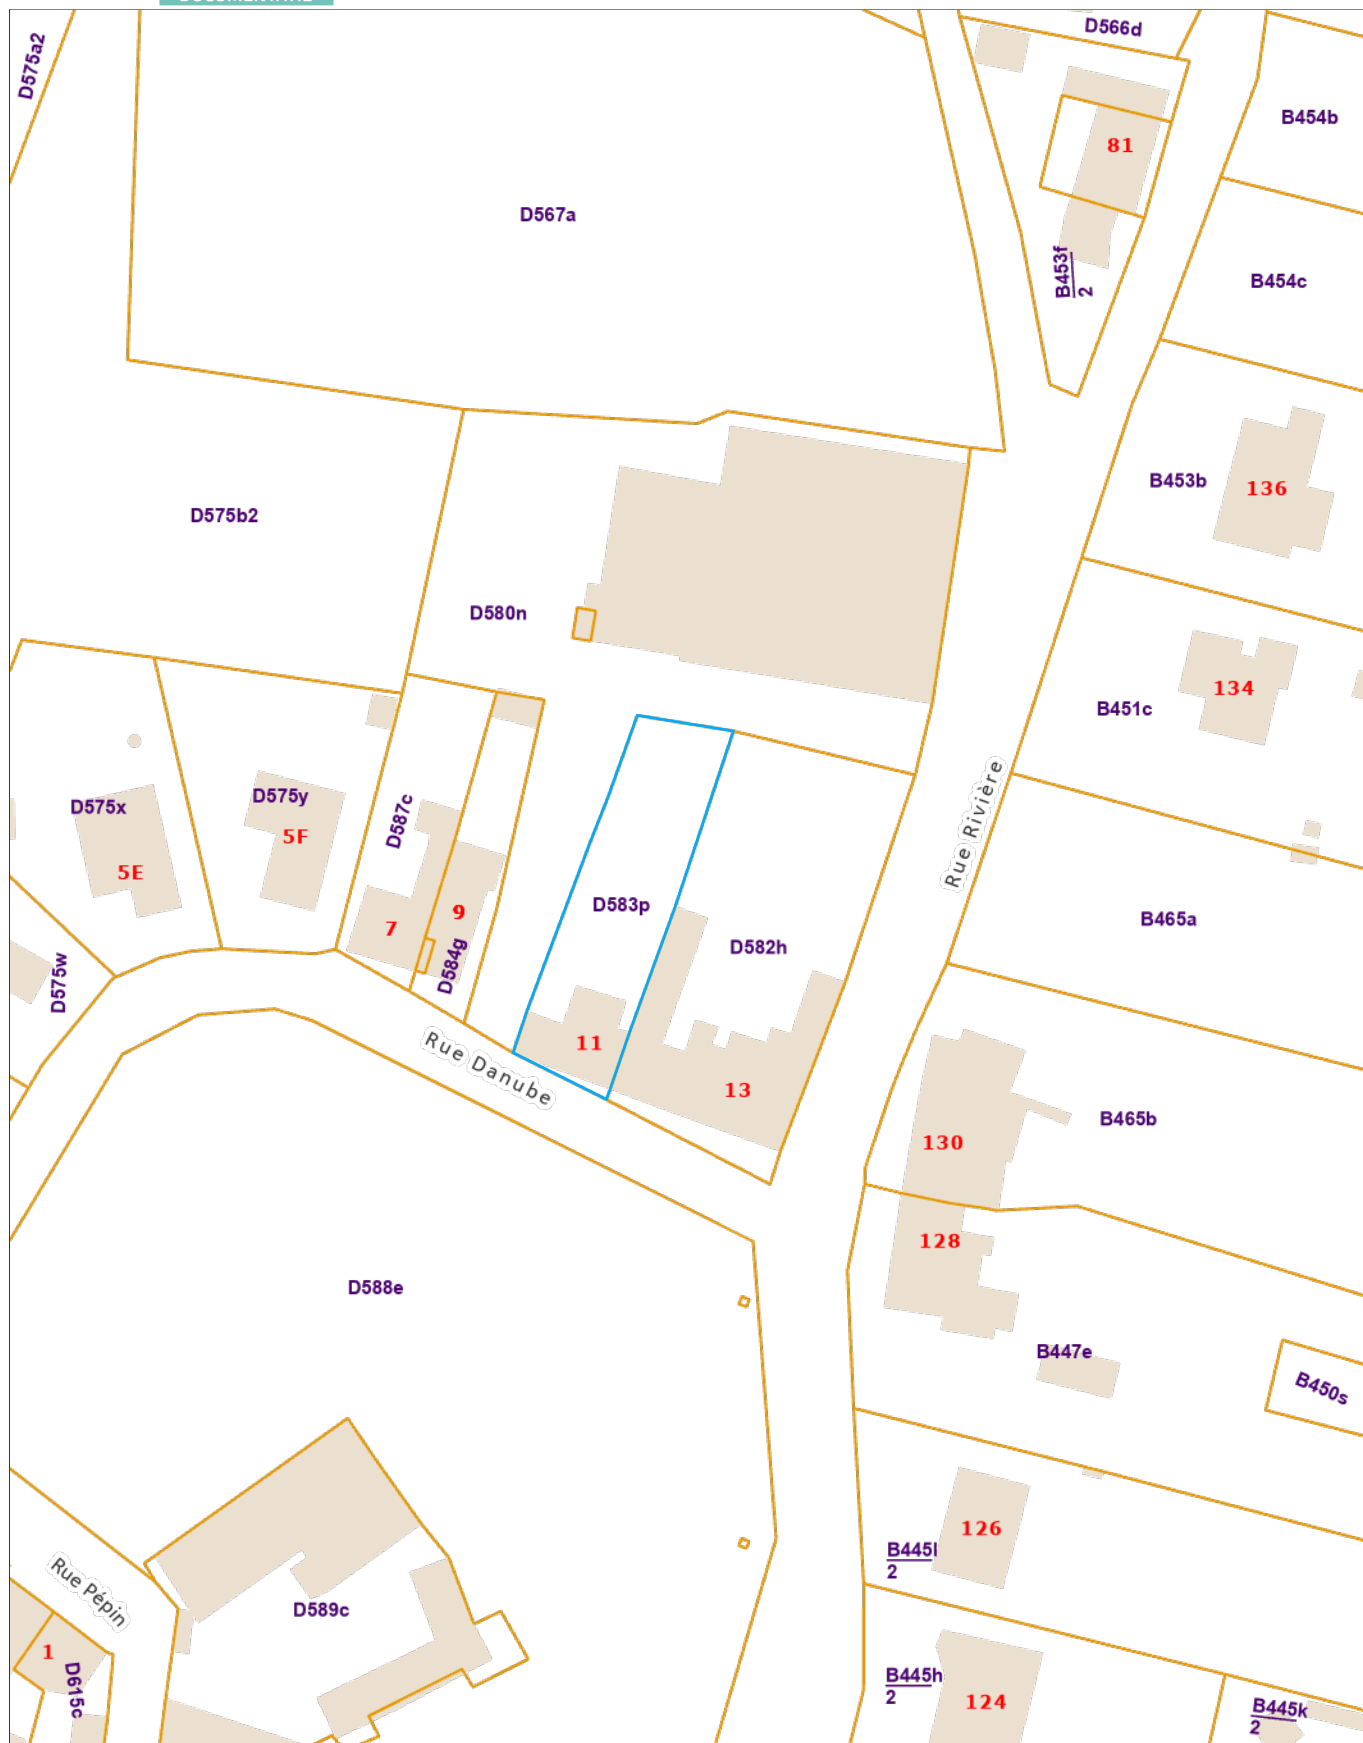 D566d
D575a2
B454b
81
D567a
B453f
2
B454c
B453b
136
D575b2
D580n
134
B451c
Rue Rivière
D575y
D575x
D587c
5F
5E
D583p
9
B465a
7
D584g
D582h
D575w
Rue Danube
11
13
B465b
130
128
D588e
B447e
B450s
126
B445l
2
Rue Pépin
D589c
1
D615c
B445h
2
124
B445k
2